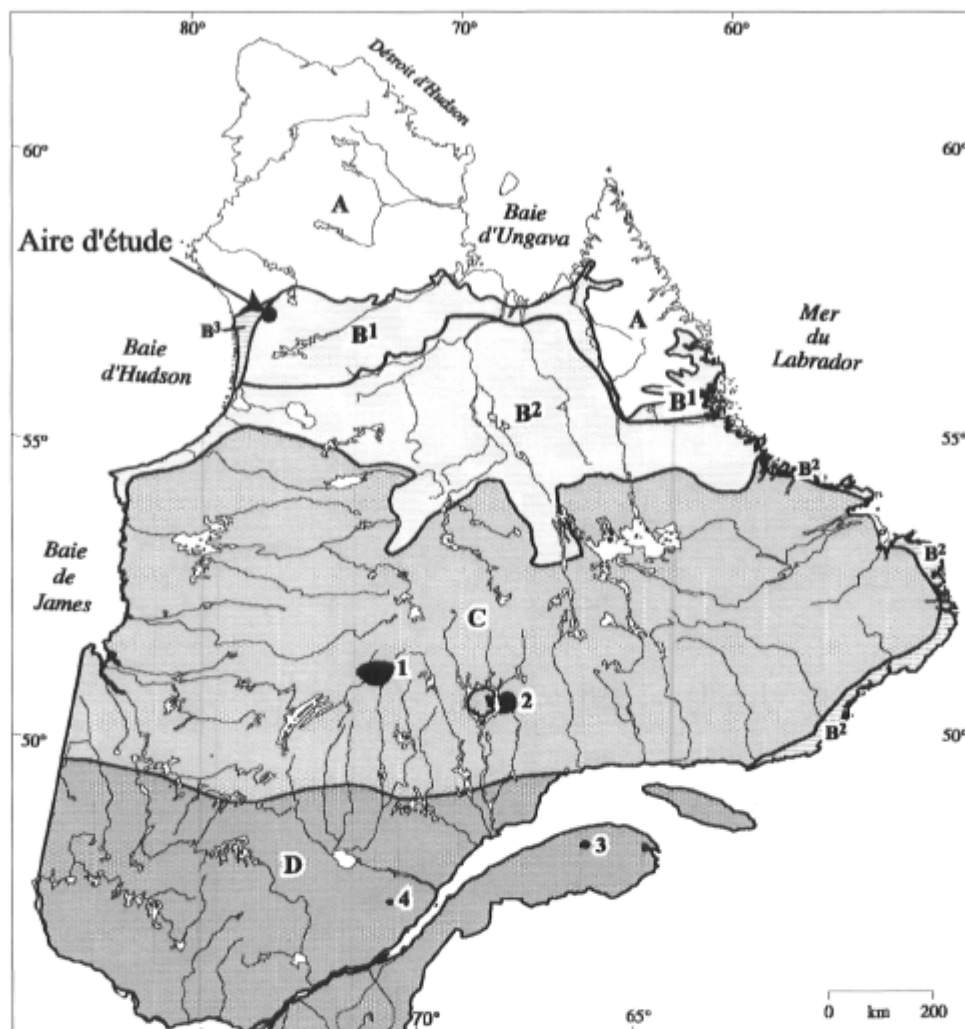 80°
70°
60°
Détroit d'Hudson
60°
60°
A
Baie
d'Ungava
Aire d'étude
A
Mer
du
Labrador
B3
B1
Baie
d'Hudson
B1
B2
55°
55°
B2
Baie
de
James
B2
C
1
2
50°
50°
B2
3
D
4
70°
65°
0 km 200